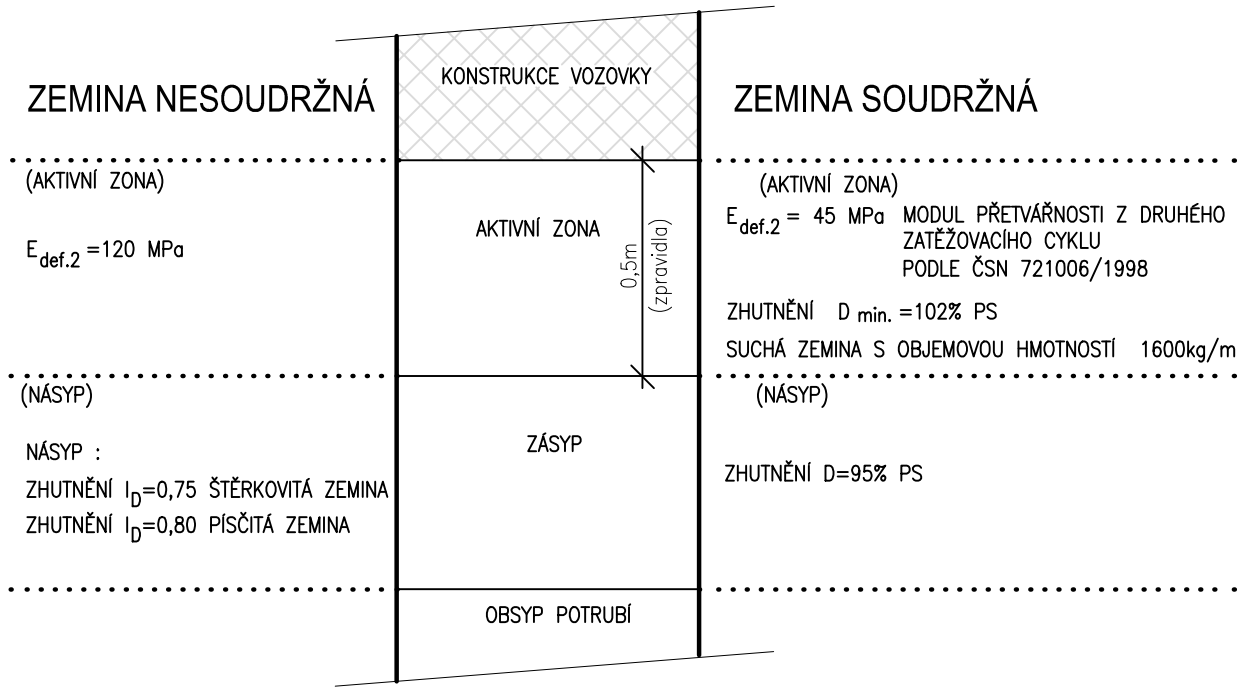 KONSTRUKCE VOZOVKY
ZEMINA NESOUDRŽNÁ
ZEMINA SOUDRŽNÁ
(AKTIVNÍ ZONA)
E def.2 =120 MPa
AKTIVNÍ ZONA
0,5m
(zpravidla)
(AKTIVNÍ ZONA)
E def.2 = 45 MPa MODUL PŘETVÁŘNOSTI Z DRUHÉHO
ZATĚŽOVACÍHO CYKLU
PODLE ČSN 721006/1998
ZHUTNĚNÍ D min. =102% PS
SUCHÁ ZEMINA S OBJEMOVOU HMOTNOSTÍ 1600kg/m
(NÁSYP)
NÁSYP :
ZHUTNĚNÍ I D=0,75 ŠTĚRKOVITÁ ZEMINA
ZHUTNĚNÍ I D=0,80 PÍSČITÁ ZEMINA
ZÁSYP
(NÁSYP)
ZHUTNĚNÍ D=95% PS
OBSYP POTRUBÍ